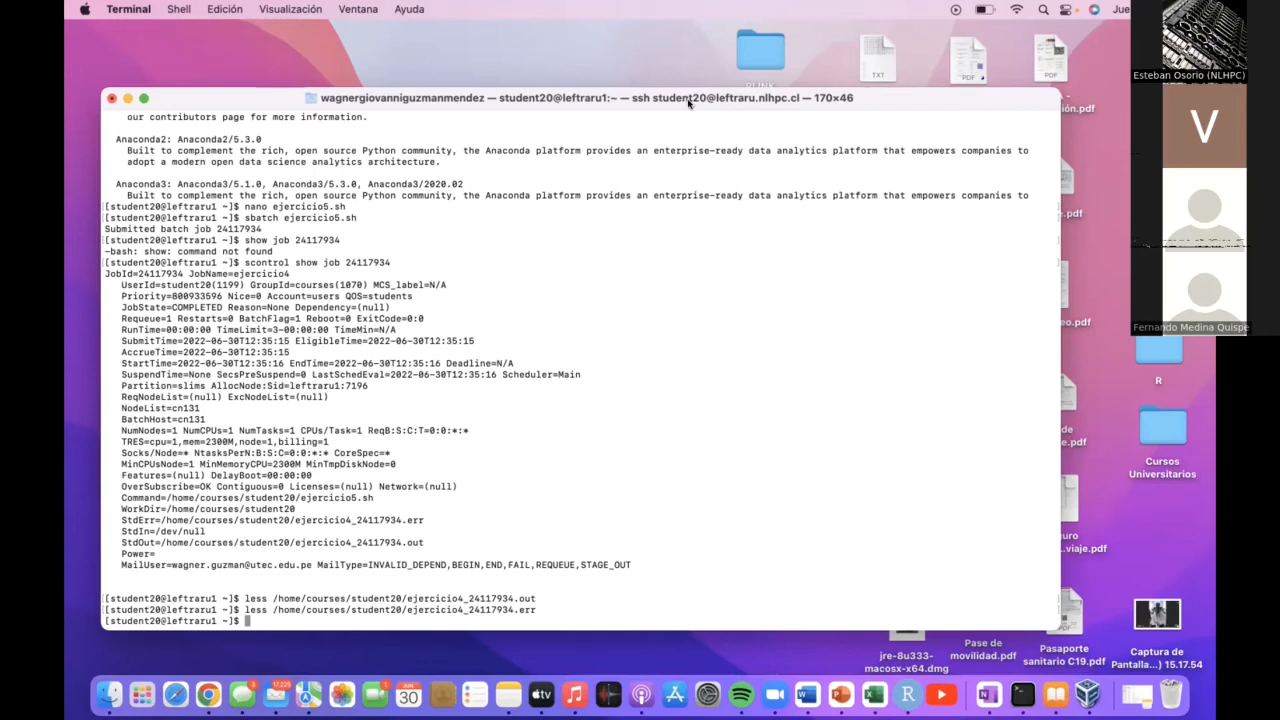 Terminal Shell Edición Visualización Ventana Ayuda
Jue
Esteban Osorio (NLHPC)
TXT
PDF
PDF
wagnergiovanniguzmanmendez — student20@leftraru1:~ — ssh student20@leftraru.nlhpc.cl — 170×46
our contributors page for more information.
Anaconda2: Anaconda2/5.3.0
Built to complement the rich, open source Python community, the Anaconda platform provides an enterprise-ready data analytics platform that empowers companies to
adopt a modern open data science analytics architecture.
Anaconda3: Anaconda3/5.1.0, Anaconda3/5.3.0, Anaconda3/2020.02
Built to complement the rich, open source Python community, the Anaconda platform provides an enterprise-ready data analytics platform that empowers companies to
[student20@leftraru1 ~]$ nano ejercicio5.sh
[student20@leftraru1 ~]$ sbatch ejercicio5.sh
Submitted batch job 24117934
[student20@leftraru1 ~]$ show job 24117934
-bash: show: command not found
[student20@leftraru1 ~]$ scontrol show job 24117934
JobId=24117934 JobName=ejercicio4
UserId=student20(1199) GroupId=courses(1070) MCS_label=N/A
Priority=800933596 Nice=0 Account=users QOS=students
JobState=COMPLETED Reason=None Dependency=(null)
Requeue=1 Restarts=0 BatchFlag=1 Reboot=0 ExitCode=0:0
RunTime=00:00:00 TimeLimit=3-00:00:00 TimeMin=N/A
SubmitTime=2022-06-30T12:35:15 EligibleTime=2022-06-30T12:35:15
AccrueTime=2022-06-30T12:35:15
StartTime=2022-06-30T12:35:16 EndTime=2022-06-30T12:35:16 Deadline=N/A
SuspendTime=None SecsPreSuspend=0 LastSchedEval=2022-06-30T12:35:16 Scheduler=Main
Partition=slims AllocNode:Sid=leftraru1:7196
ReqNodeList=(null) ExcNodeList=(null)
NodeList=cn131
BatchHost=cn131
NumNodes=1 NumCPUs=1 NumTasks=1 CPUs/Task=1 ReqB:S:C:T=0:0:*:*
TRES=cpu=1,mem=2300M,node=1,billing=1
Socks/Node=* NtasksPerN:B:S:C=0:0:*:* CoreSpec=*
MinCPUsNode=1 MinMemoryCPU=2300M MinTmpDiskNode=0
Features=(null) DelayBoot=00:00:00
OverSubscribe=OK Contiguous=0 Licenses=(null) Network=(null)
Command=/home/courses/student20/ejercicio5.sh
WorkDir=/home/courses/student20
StdErr=/home/courses/student20/ejercicio4_24117934.err
StdIn=/dev/null
StdOut=/home/courses/student20/ejercicio4_24117934.out
Power=
MailUser=wagner.guzman@utec.edu.pe MailType=INVALID_DEPEND,BEGIN,END,FAIL,REQUEUE,STAGE_OUT
[student20@leftraru1 ~]$ less /home/courses/student20/ejercicio4_24117934.out
[student20@leftraru1 ~]$ less /home/courses/student20/ejercicio4_24117934.err
[student20@leftraru1 ~]$
V
Fernando Medina Quispe
R
Cursos
Universitarios
viaje.pdf
jre-8u333-
macosx-x64.dmg
Pase de
movilidad.pdf
Pasaporte
sanitario C19.pdf
Captura de
Pantalla...) 15.17.54
JUN
30
tv